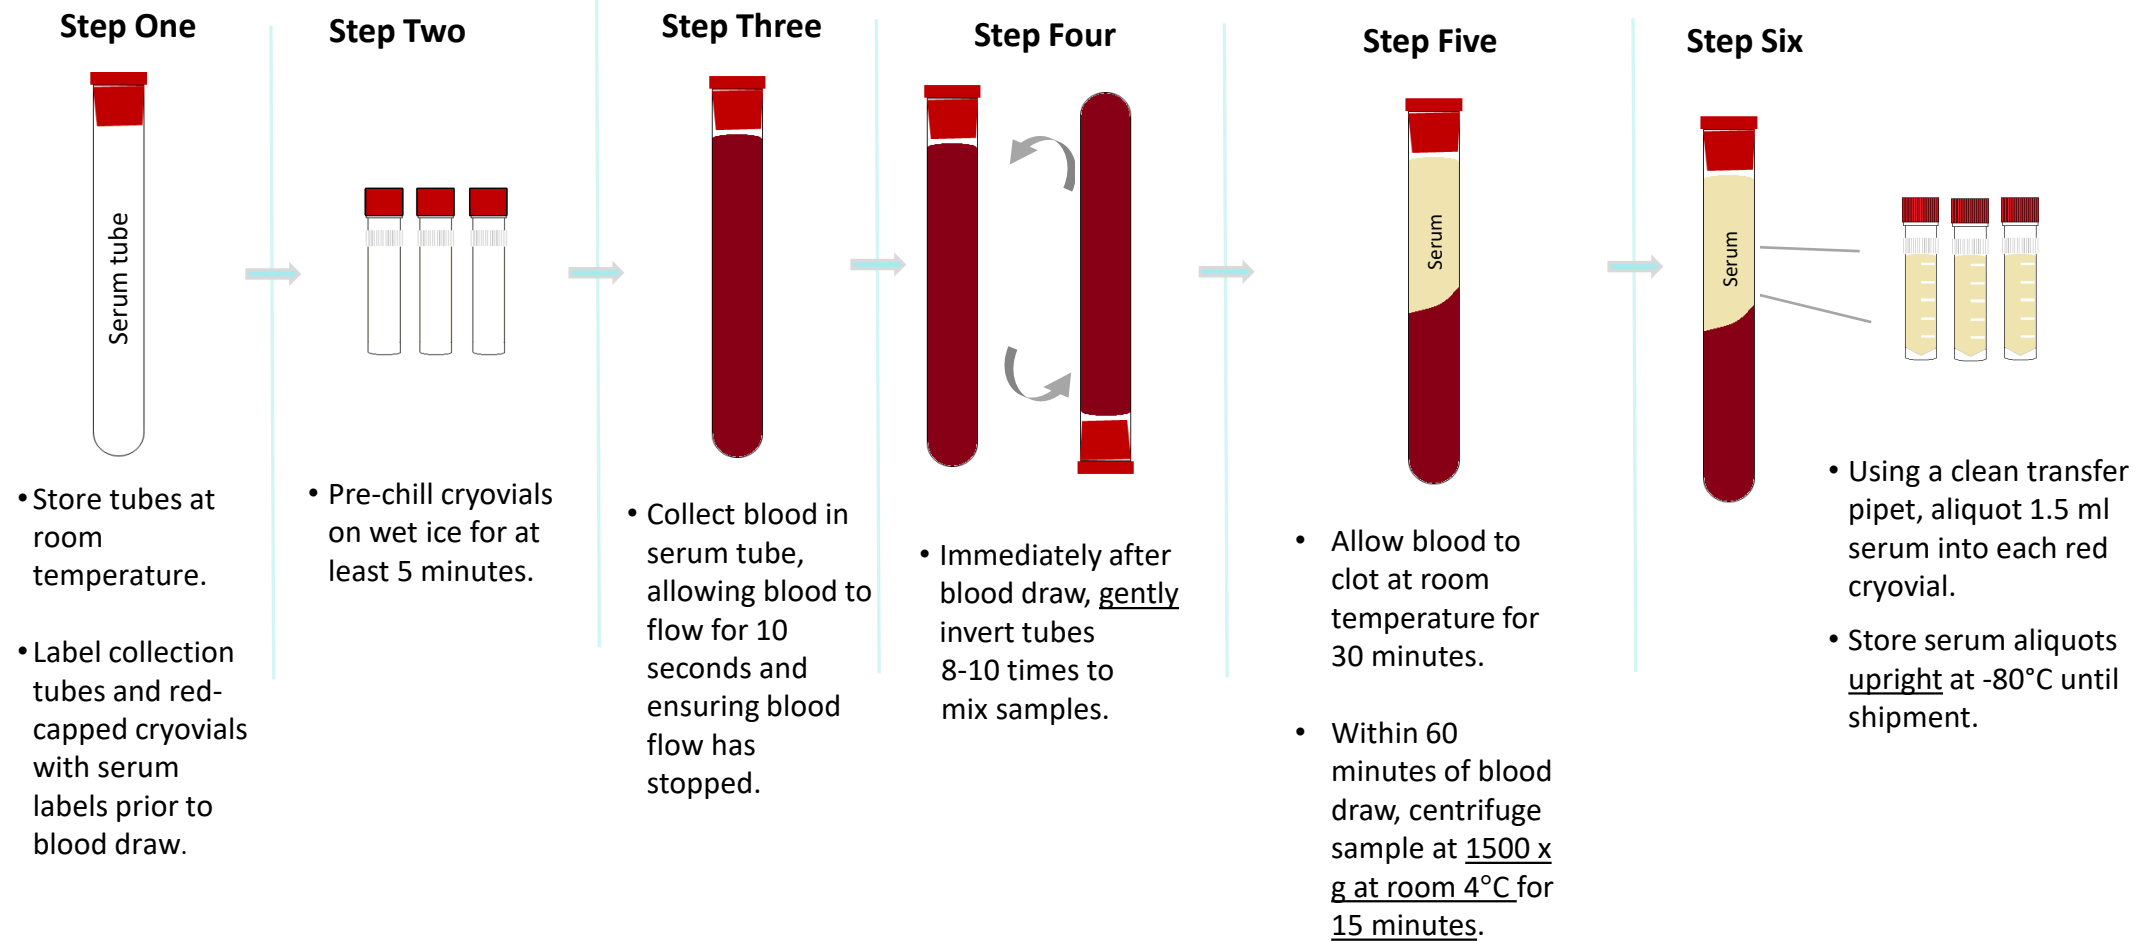 Step One
Serum tube
• Store tubes at
room
temperature.
• Label collection
tubes and red-
capped cryovials
with serum
labels prior to
blood draw.
Step Two
• Pre-chill cryovials
on wet ice for at
least 5 minutes.
Step Three
• Collect blood in
serum tube,
allowing blood to
flow for 10
seconds and
ensuring blood
flow has
stopped.
Step Four
• Immediately after
blood draw, gently
invert tubes
8-10 times to
mix samples.
Step Five
Serum
• Allow blood to
clot at room
temperature for
30 minutes.
• Within 60
minutes of blood
draw, centrifuge
sample at 1500 x
g at room 4°C for
15 minutes.
Step Six
Serum
• Using a clean transfer
pipet, aliquot 1.5 ml
serum into each red
cryovial.
• Store serum aliquots
upright at -80°C until
shipment.